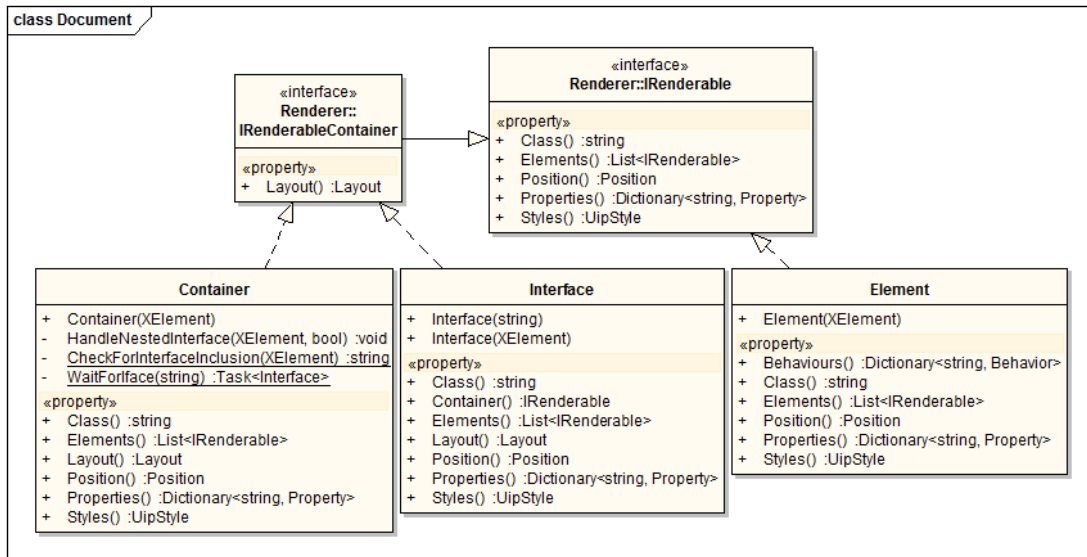 class Document
«interface»
Renderer::
IRenderableContainer
«property»
+ Layout() :Layout
«interface»
Renderer::IRenderable
«property»
+ Class() :string
+ Elements() :List<IRenderable>
+ Position() :Position
+ Properties() :Dictionary<string, Property>
+ Styles() :UipStyle
Container
+ Container(XElement)
- HandleNestedInterface(XElement, bool) :void
- CheckForInterfaceInclusion(XElement) :string
- WaitForIface(string) :Task<Interface>
«property»
+ Class() :string
+ Elements() :List<IRenderable>
+ Layout() :Layout
+ Position() :Position
+ Properties() :Dictionary<string, Property>
+ Styles() :UipStyle
Interface
+ Interface(string)
+ Interface(XElement)
«property»
+ Class() :string
+ Container() :IRenderable
+ Elements() :List<IRenderable>
+ Layout() :Layout
+ Position() :Position
+ Properties() :Dictionary<string, Property>
+ Styles() :UipStyle
Element
+ Element(XElement)
«property»
+ Behaviours() :Dictionary<string, Behavior>
+ Class() :string
+ Elements() :List<IRenderable>
+ Position() :Position
+ Properties() :Dictionary<string, Property>
+ Styles() :UipStyle